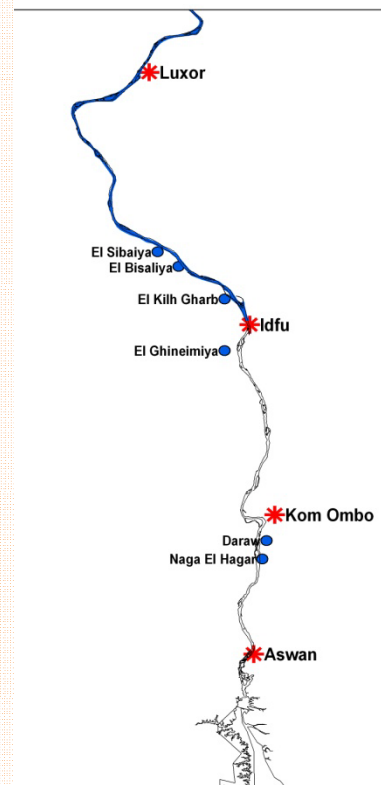 Luxor
El Sibaiya
El Bisaliya
El Kilh Gharb
Idfu
El Ghineimiya
Kom Ombo
Daraw
Naga El Hagar
Aswan